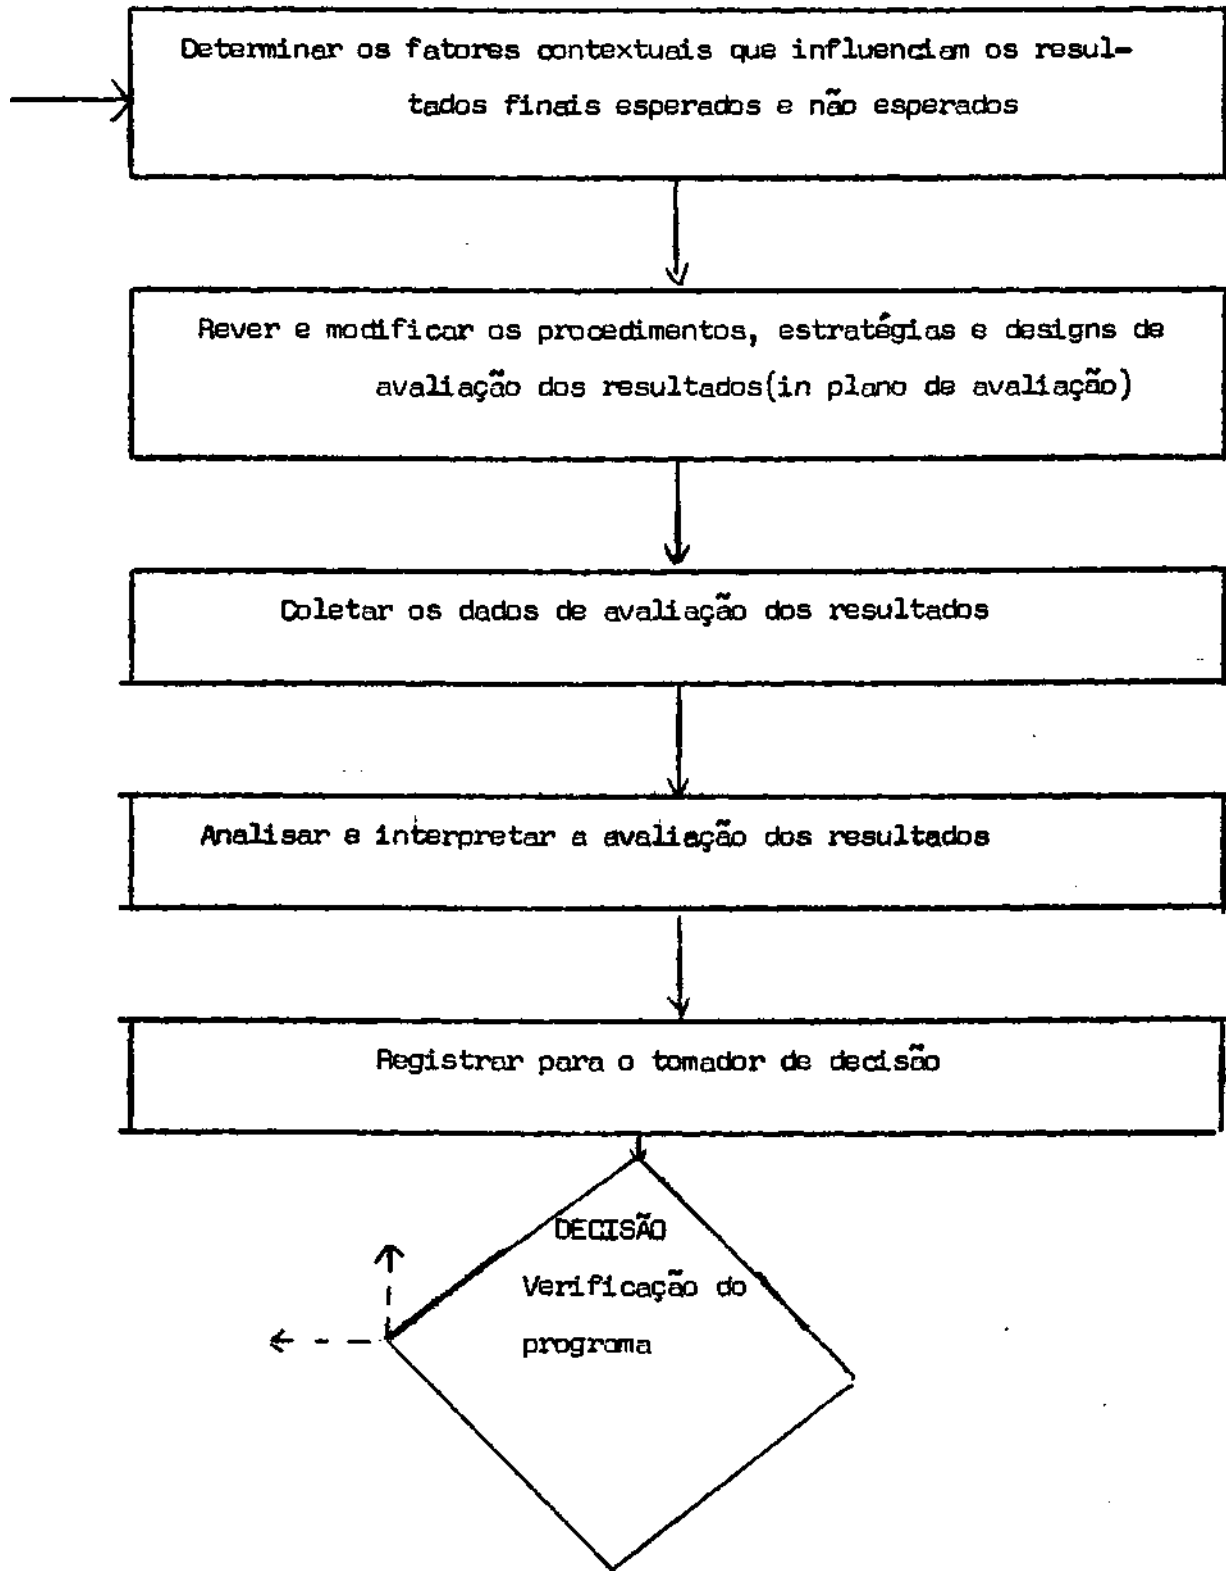 Determinar os fatores contextuais que influenciam os resul-
tados finais esperados e não esperados
Rever e modificar os procedimentos, estratégias e designs de
avaliação dos resultados(in plano de avaliação)
Coletar os dados de avaliação dos resultados
Analisar e interpretar a avaliação dos resultados
Registrar para o tomador de decisão
DECISÃO
Verificação do
programa